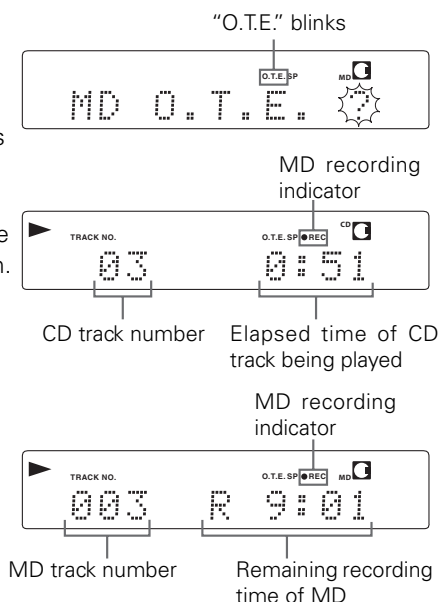 “O.T.E.” blinks
O.T.E. SP MD
MD O.T.E. ?
s
MD recording
indicator
e
n.
TRACK NO. O.T.E. SP ●REC CD
03 0:51
CD track number Elapsed time of CD
track being played
MD recording
indicator
TRACK NO. O.T.E. SP ●REC MD
003 R 9:01
MD track number Remaining recording
time of MD